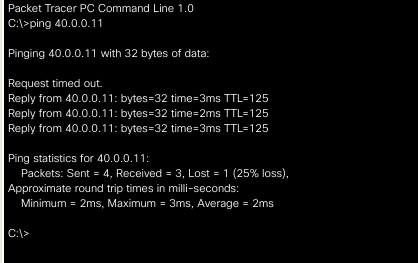 Packet Tracer PC Command Line 1.0
C:\>ping 40.0.0.11
Pinging 40.0.0.11 with 32 bytes of data:
Request timed out.
Reply from 40.0.0.11: bytes=32 time=3ms TTL=125
Reply from 40.0.0.11: bytes=32 time=2ms TTL=125
Reply from 40.0.0.11: bytes=32 time=3ms TTL=125
Ping statistics for 40.0.0.11:
Packets: Sent = 4, Received = 3, Lost = 1 (25% loss),
Approximate round trip times in milli-seconds:
Minimum = 2ms, Maximum = 3ms, Average = 2ms
C:\>